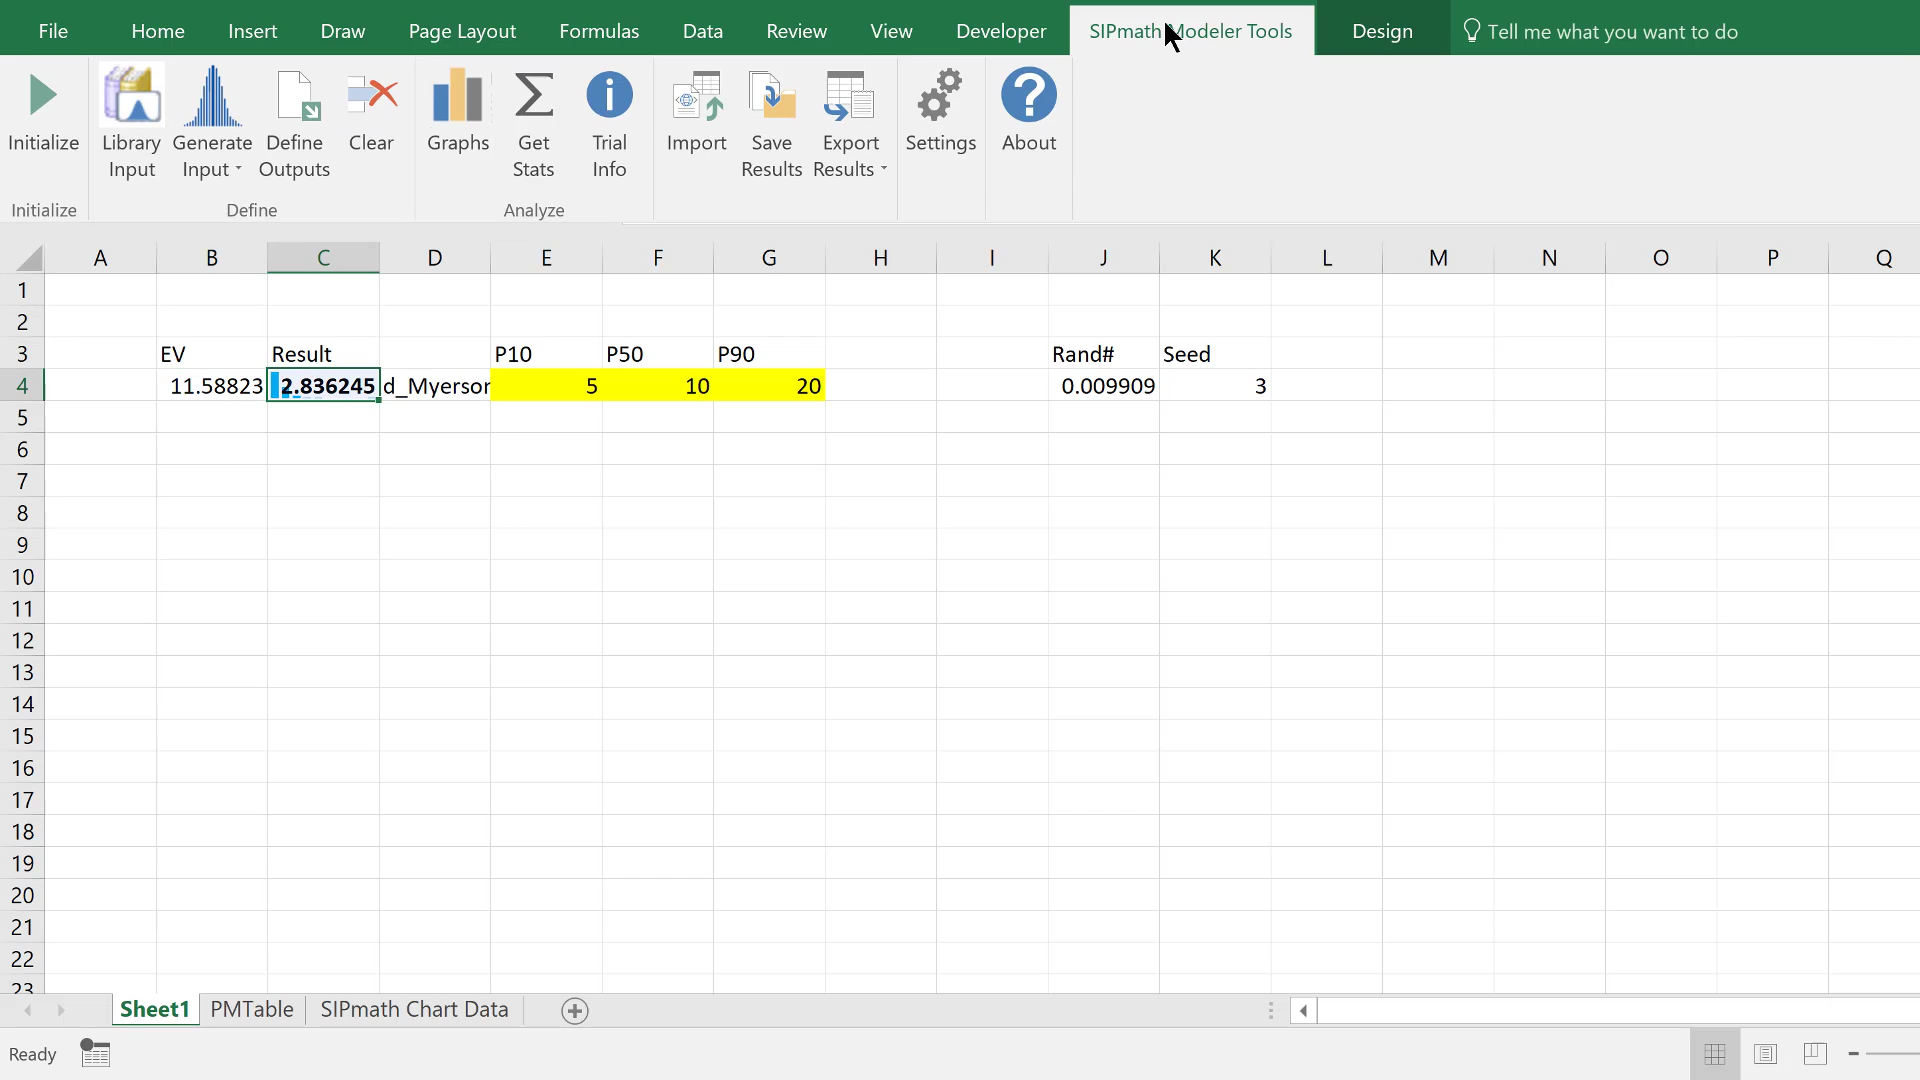 File Home Insert Draw Page Layout Formulas Data Review View Developer SIPmath Modeler Tools Design Tell me what you want to do
Initialize Library Generate Define Clear Graphs Get Trial Import Save Export Settings About
Input Input Outputs Stats Info Results Results
Initialize Define Analyze
A B C D E F G H I J K L M N O P Q
1
2
3 EV Result P10 P50 P90 Rand# Seed
4 11.58823 2.836245 d_Myerson 5 10 20 0.009909 3
5
6
7
8
9
10
11
12
13
14
15
16
17
18
19
20
21
22
23
Sheet1 PMTable SIPmath Chart Data
Ready